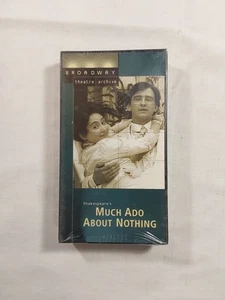 BROADWAY
theatre archive
Shakespeare's
MUCH ADO
ABOUT NOTHING